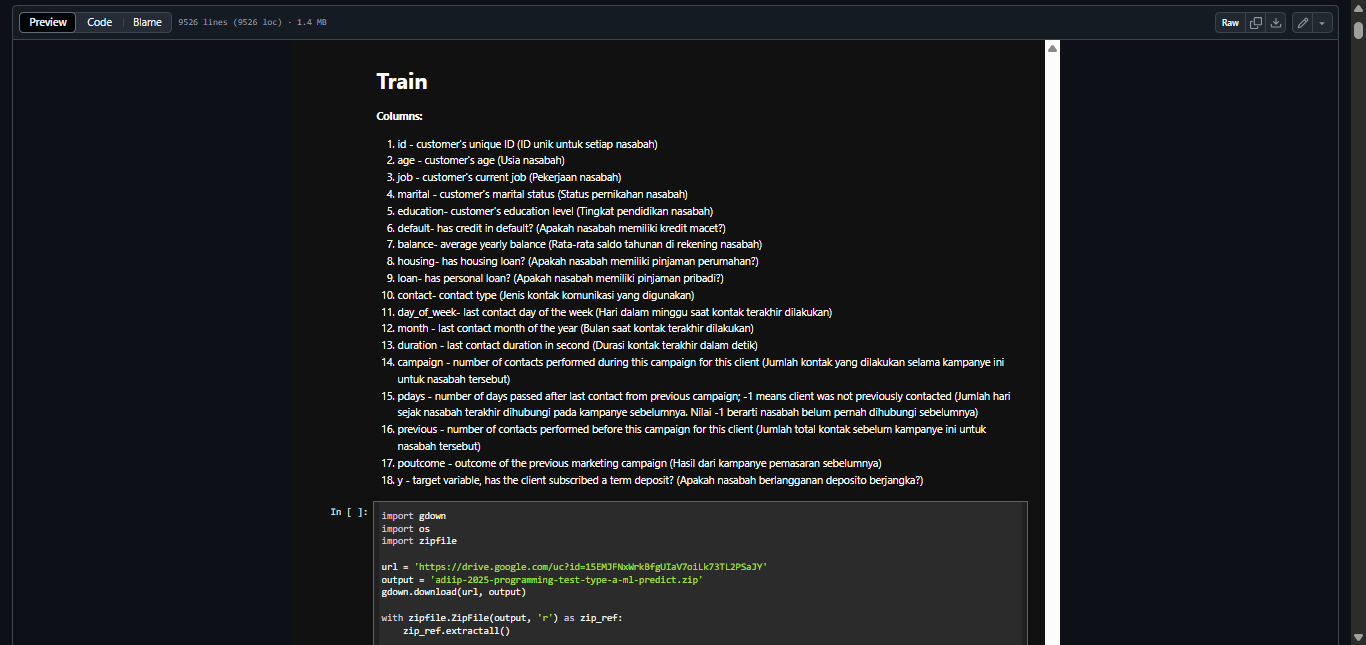 Preview Code Blame 9526 lines (9526 loc) · 1.4 MB Raw
Train
Columns:
1. id - customer's unique ID (ID unik untuk setiap nasabah)
2. age - customer's age (Usia nasabah)
3. job - customer's current job (Pekerjaan nasabah)
4. marital - customer's marital status (Status pernikahan nasabah)
5. education- customer's education level (Tingkat pendidikan nasabah)
6. default- has credit in default? (Apakah nasabah memiliki kredit macet?)
7. balance- average yearly balance (Rata-rata saldo tahunan di rekening nasabah)
8. housing- has housing loan? (Apakah nasabah memiliki pinjaman perumahan?)
9. loan- has personal loan? (Apakah nasabah memiliki pinjaman pribadi?)
10. contact- contact type (Jenis kontak komunikasi yang digunakan)
11. day_of_week- last contact day of the week (Hari dalam minggu saat kontak terakhir dilakukan)
12. month - last contact month of the year (Bulan saat kontak terakhir dilakukan)
13. duration - last contact duration in second (Durasi kontak terakhir dalam detik)
14. campaign - number of contacts performed during this campaign for this client (Jumlah kontak yang dilakukan selama kampanye ini
untuk nasabah tersebut)
15. pdays - number of days passed after last contact from previous campaign; -1 means client was not previously contacted (Jumlah hari
sejak nasabah terakhir dihubungi pada kampanye sebelumnya. Nilai -1 berarti nasabah belum pernah dihubungi sebelumnya)
16. previous - number of contacts performed before this campaign for this client (Jumlah total kontak sebelum kampanye ini untuk
nasabah tersebut)
17. poutcome - outcome of the previous marketing campaign (Hasil dari kampanye pemasaran sebelumnya)
18. y - target variable, has the client subscribed a term deposit? (Apakah nasabah berlangganan deposito berjangka?)
In [ ]: import gdown
import os
import zipfile
url = 'https://drive.google.com/uc?id=15EMJFNxWrkBfgUIaV7oiLk73TL2PSaJY'
output = 'adiip-2025-programming-test-type-a-ml-predict.zip'
gdown.download(url, output)
with zipfile.ZipFile(output, 'r') as zip_ref:
zip_ref.extractall()